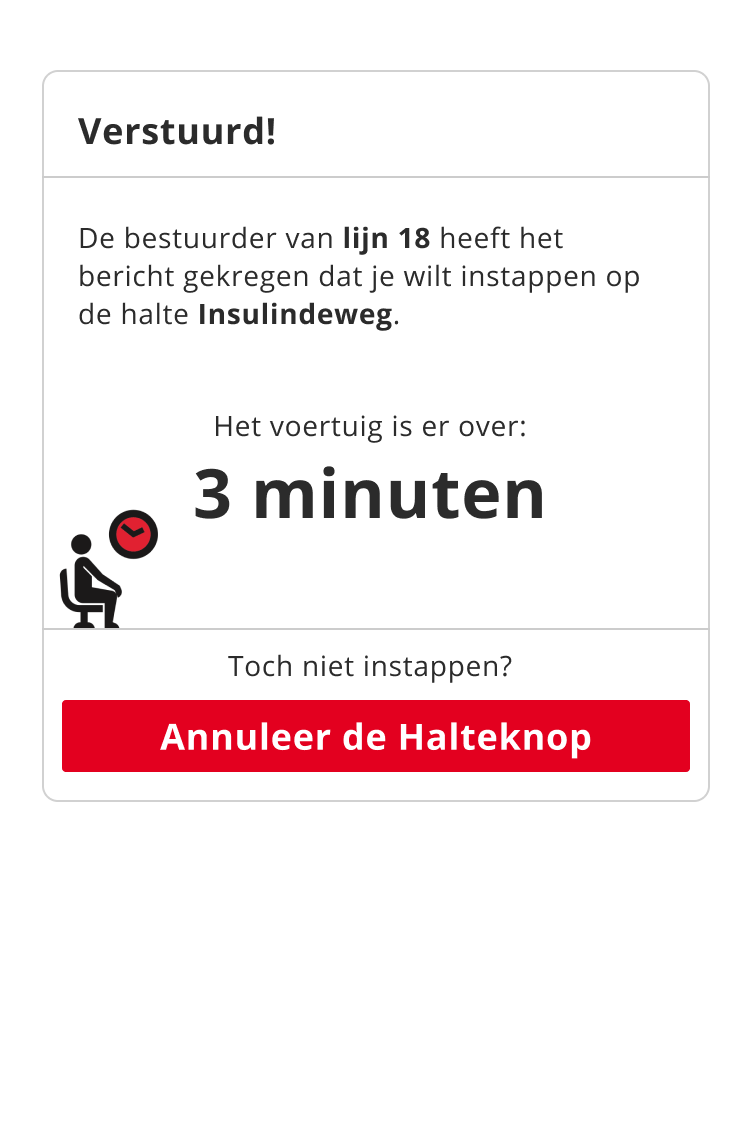 Verstuurd!
De bestuurder van lijn 18 heeft het
bericht gekregen dat je wilt instappen op
de halte Insulindeweg.
Het voertuig is er over:
3 minuten
Toch niet instappen?
Annuleer de Halteknop